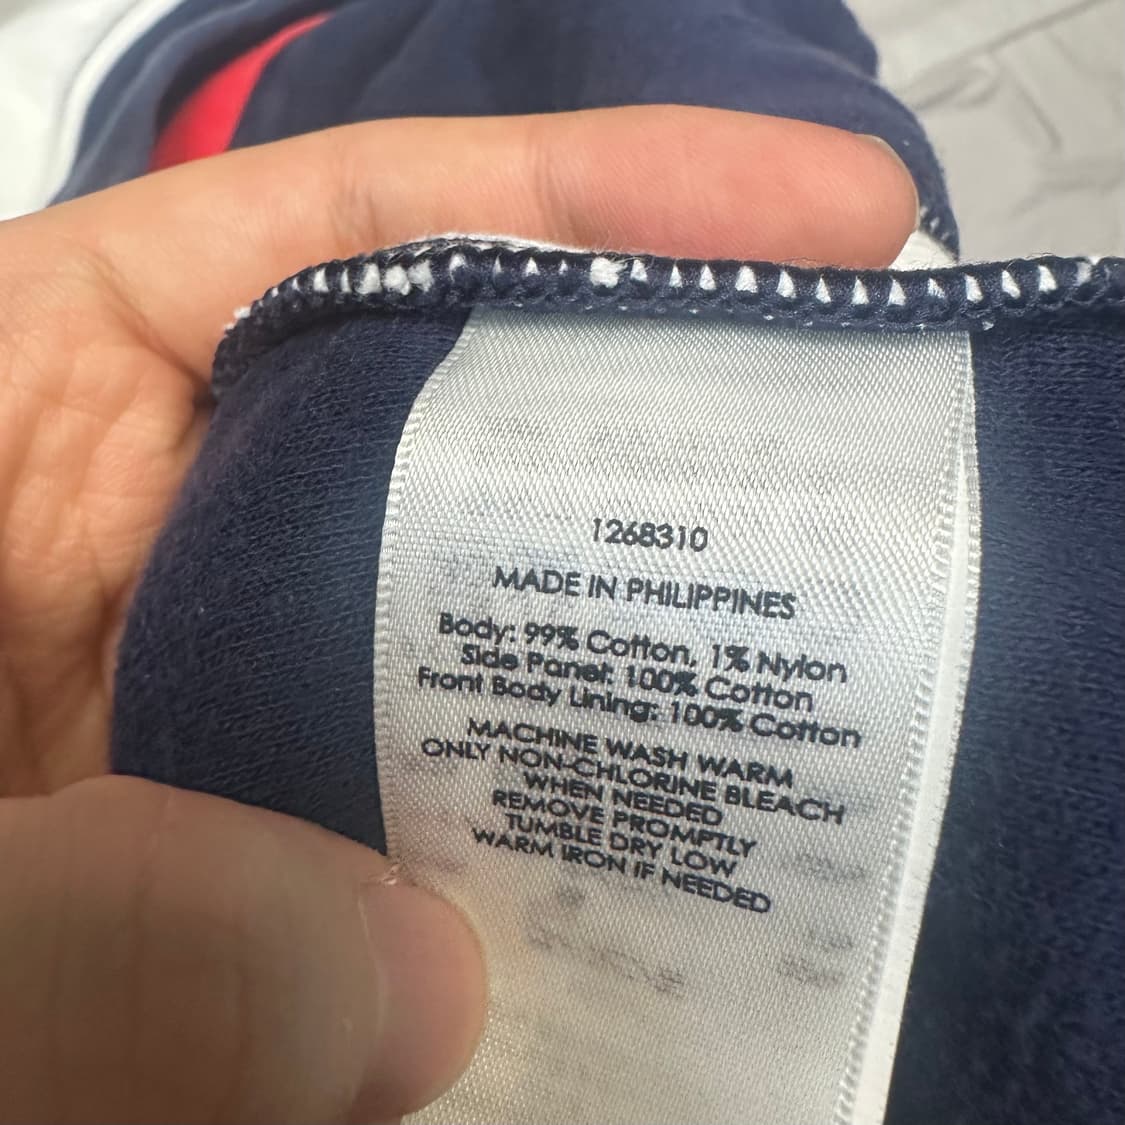 1268310
MADE IN PHILIPPINES
Body: 99% Cotton, 1% Nylon
Side Panel: 100% Cotton
Front Body Lining: 100% Cotton
MACHINE WASH WARM
ONLY NON-CHLORINE BLEACH
WHEN NEEDED
REMOVE PROMPTLY
TUMBLE DRY LOW
WARM IRON IF NEEDED